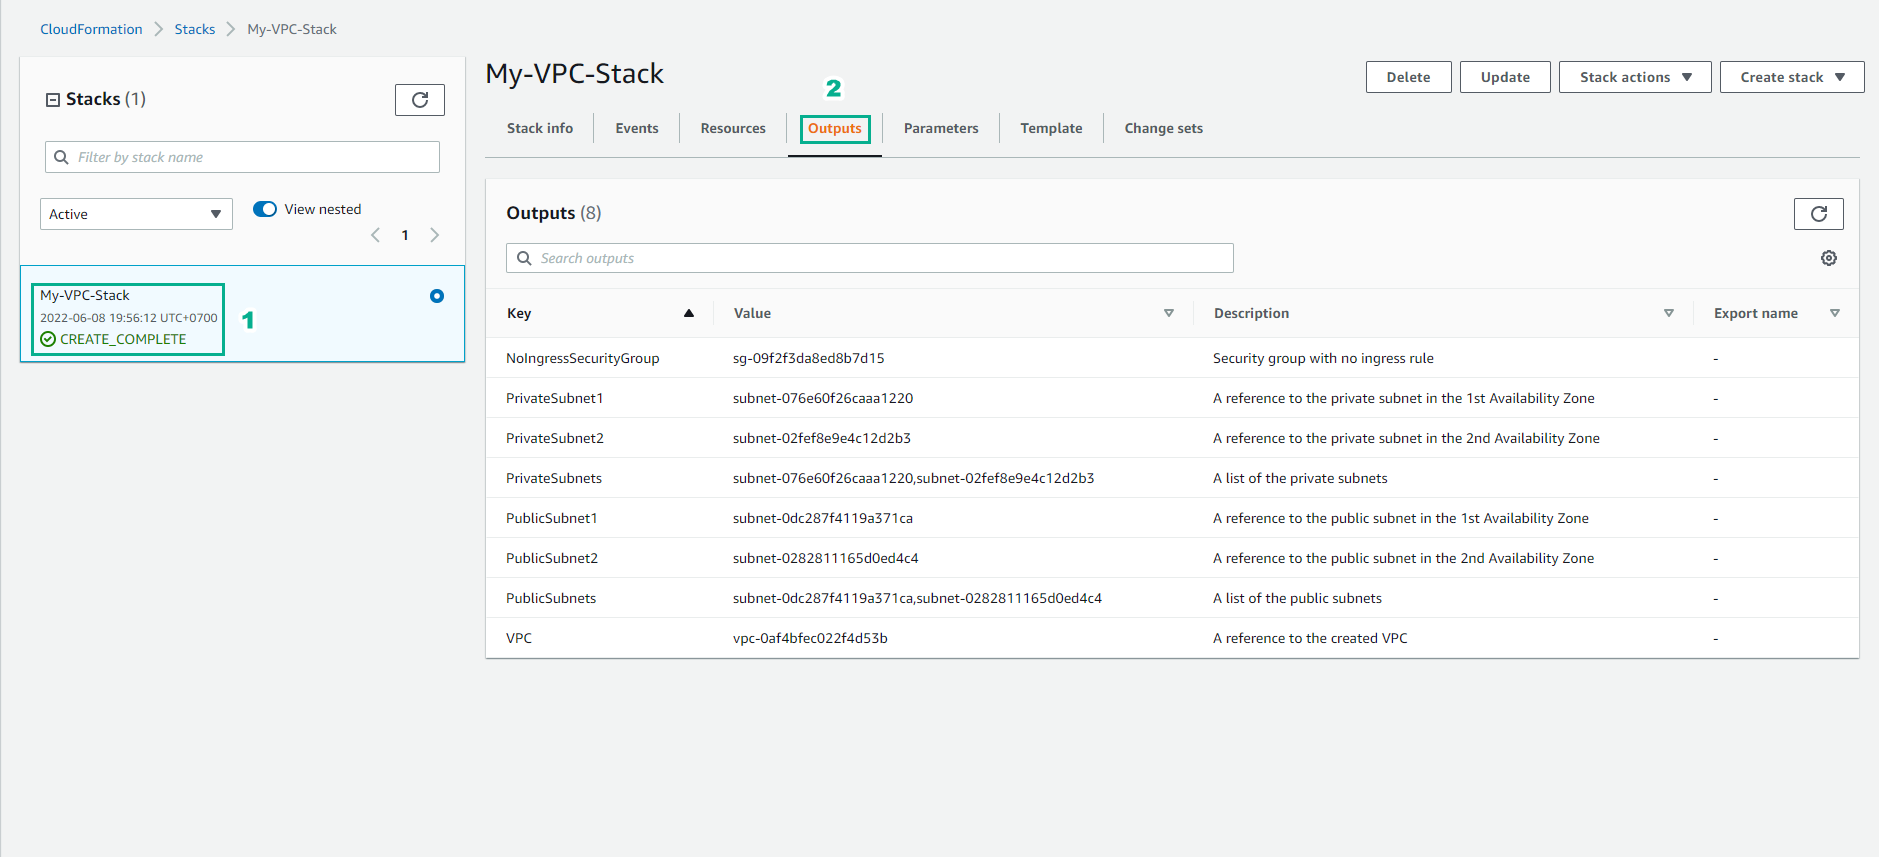 CloudFormation > Stacks > My-VPC-Stack
Stacks (1)
Filter by stack name
Active
View nested
1
My-VPC-Stack
2022-06-08 19:56:12 UTC+0700
CREATE_COMPLETE
1
My-VPC-Stack
Delete
Update
Stack actions
Create stack
2
Stack info
Events
Resources
Outputs
Parameters
Template
Change sets
Outputs (8)
Search outputs
Key Value Description Export name
NoIngressSecurityGroup sg-09f2f3da8ed8b7d15 Security group with no ingress rule -
PrivateSubnet1 subnet-076e60f26caaa1220 A reference to the private subnet in the 1st Availability Zone -
PrivateSubnet2 subnet-02fef8e9e4c12d2b3 A reference to the private subnet in the 2nd Availability Zone -
PrivateSubnets subnet-076e60f26caaa1220,subnet-02fef8e9e4c12d2b3 A list of the private subnets -
PublicSubnet1 subnet-0dc287f4119a371ca A reference to the public subnet in the 1st Availability Zone -
PublicSubnet2 subnet-0282811165d0ed4c4 A reference to the public subnet in the 2nd Availability Zone -
PublicSubnets subnet-0dc287f4119a371ca,subnet-0282811165d0ed4c4 A list of the public subnets -
VPC vpc-0af4bfec022f4d53b A reference to the created VPC -